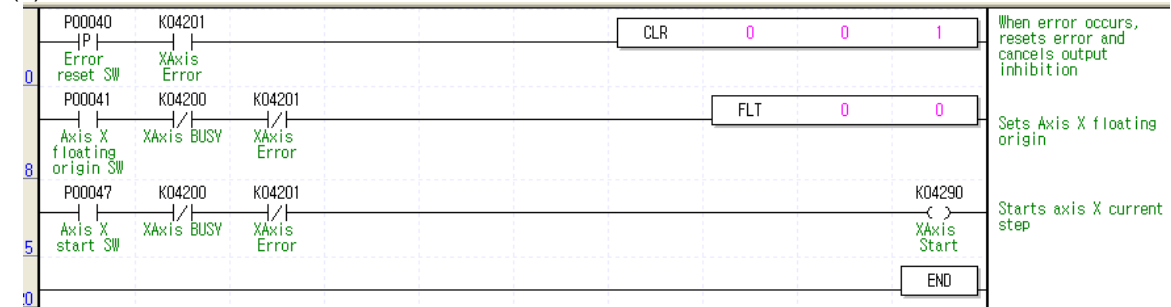 P00040 K04201
P
CLR 0 0 1
When error occurs,
resets error and
cancels output
inhibition
Error XAxis
reset SW Error
0
P00041 K04200 K04201
FLT 0 0
Sets Axis X floating
origin
Axis X XAxis BUSY XAxis
floating Error
origin SW
8
P00047 K04200 K04201 K04290
Starts axis X current
step
Axis X XAxis BUSY XAxis XAxis
start SW Error Start
5
END